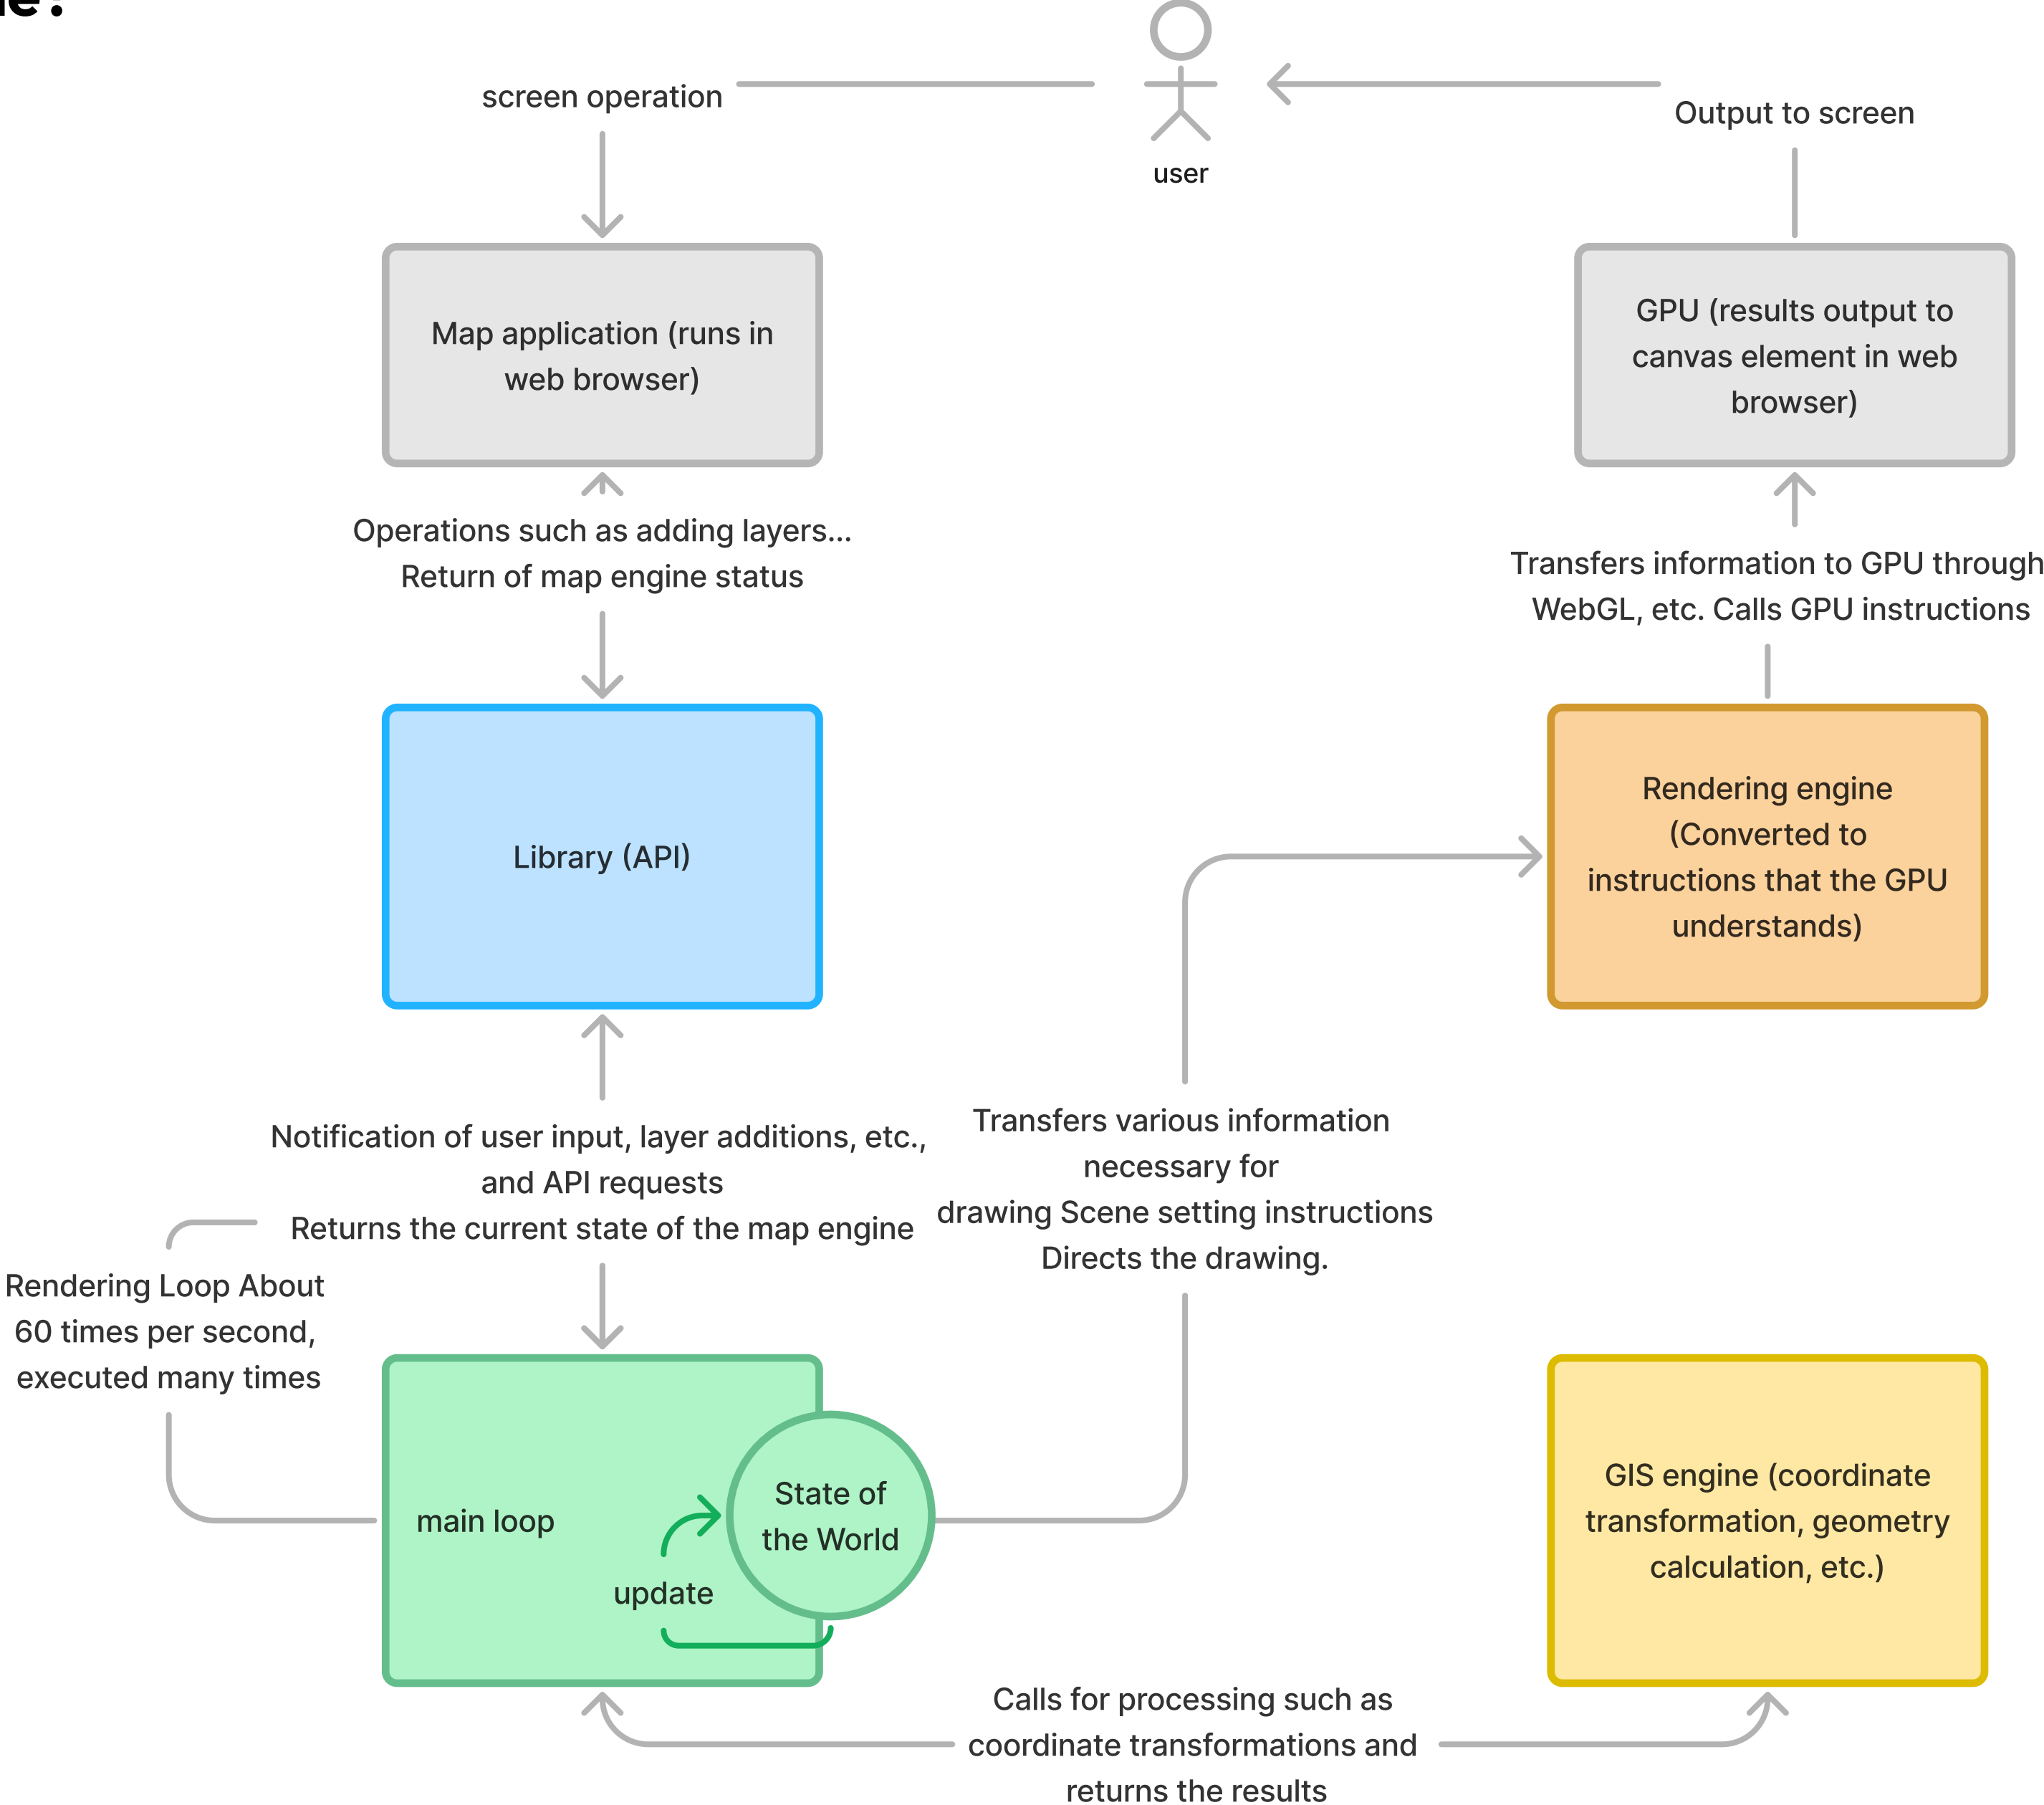 e?
screen operation
Output to screen
user
Map application (runs in
web browser)
GPU (results output to
canvas element in web
browser)
Operations such as adding layers...
Return of map engine status
Transfers information to GPU through
WebGL, etc. Calls GPU instructions
Library (API)
Rendering engine
(Converted to
instructions that the GPU
understands)
Notification of user input, layer additions, etc.,
and API requests
Returns the current state of the map engine
Transfers various information
necessary for
drawing Scene setting instructions
Directs the drawing.
Rendering Loop About
60 times per second,
executed many times
main loop
State of
the World
update
GIS engine (coordinate
transformation, geometry
calculation, etc.)
Calls for processing such as
coordinate transformations and
returns the results